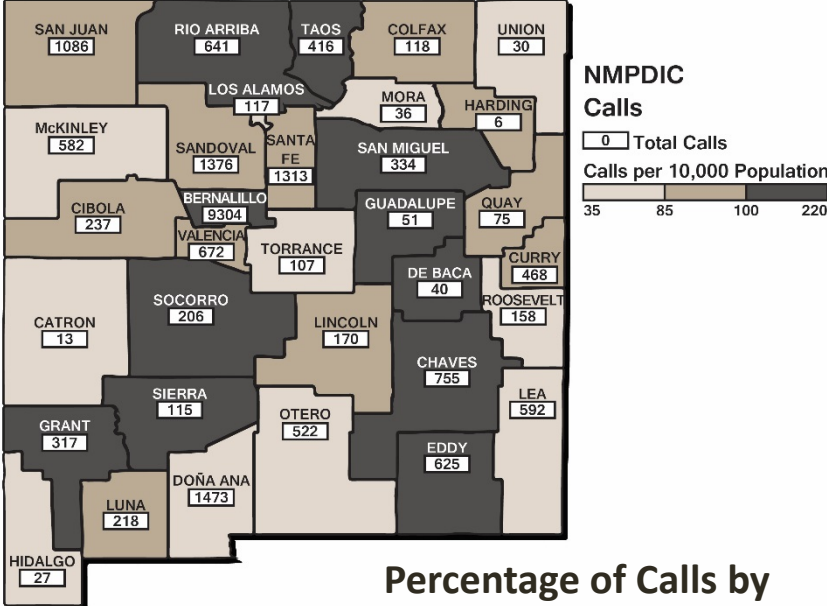 SAN JUAN
1086
RIO ARRIBA
641
TAOS
416
COLFAX
118
UNION
30
LOS ALAMOS
117
MORA
36
HARDING
6
McKINLEY
582
SANDOVAL
1376
SANTA
FE
1313
SAN MIGUEL
334
CIBOLA
237
BERNALILLO
9304
GUADALUPE
51
QUAY
75
VALENCIA
672
TORRANCE
107
CURRY
468
DE BACA
40
ROOSEVELT
158
CATRON
13
SOCORRO
206
LINCOLN
170
CHAVES
755
SIERRA
115
LEA
592
GRANT
317
OTERO
522
EDDY
625
DOÑA ANA
1473
LUNA
218
HIDALGO
27
NMPDIC
Calls
0 Total Calls
Calls per 10,000 Population
35 85 100 220
Percentage of Calls by